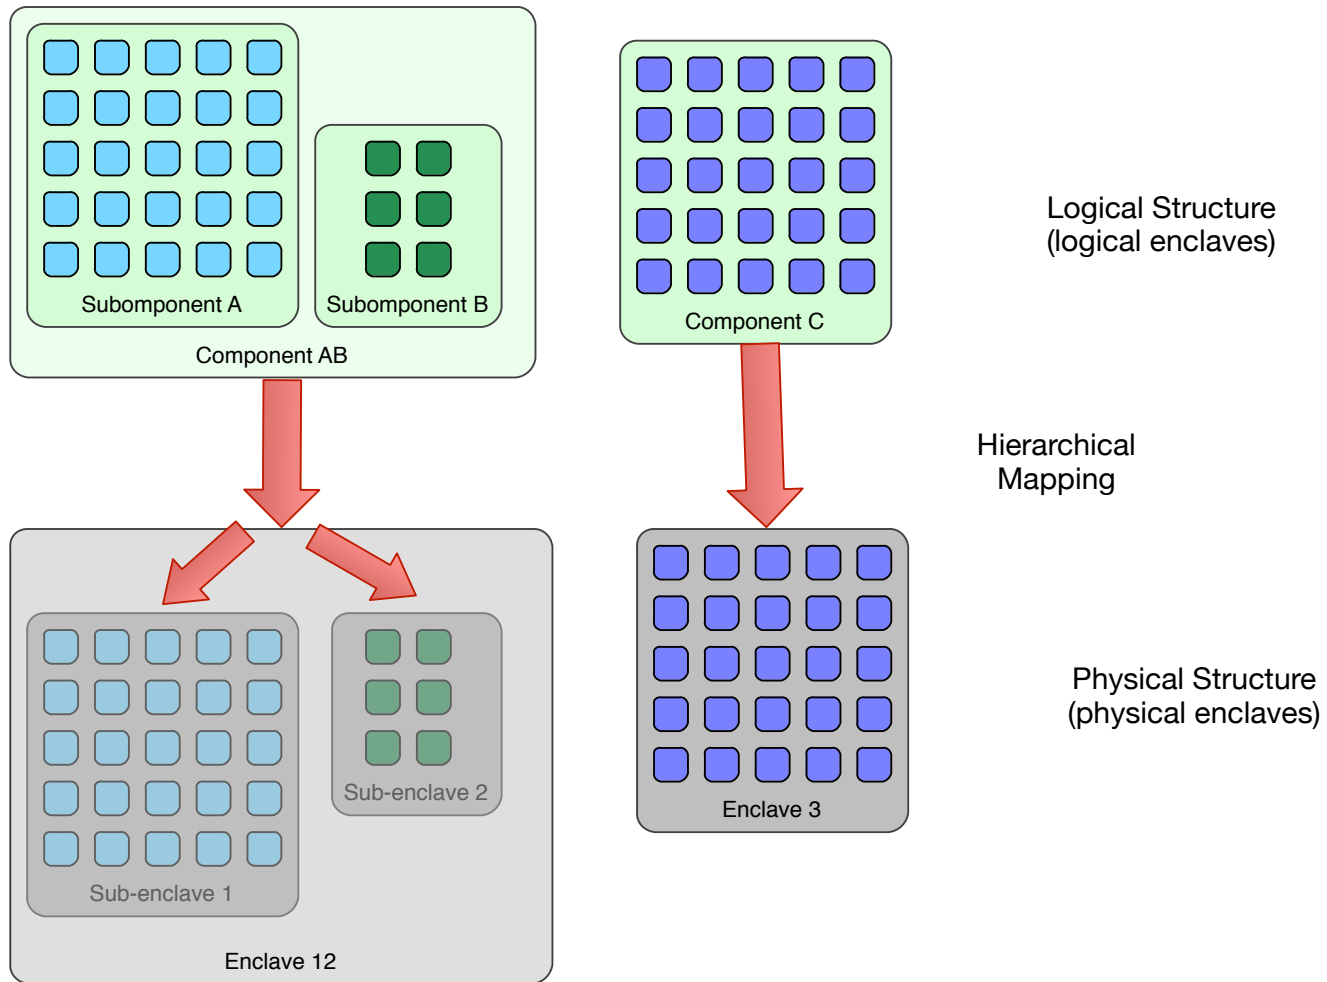 Subomponent A
Subomponent B
Component AB
Component C
Logical Structure
(logical enclaves)
Hierarchical
Mapping
Sub-enclave 1
Sub-enclave 2
Enclave 12
Enclave 3
Physical Structure
(physical enclaves)